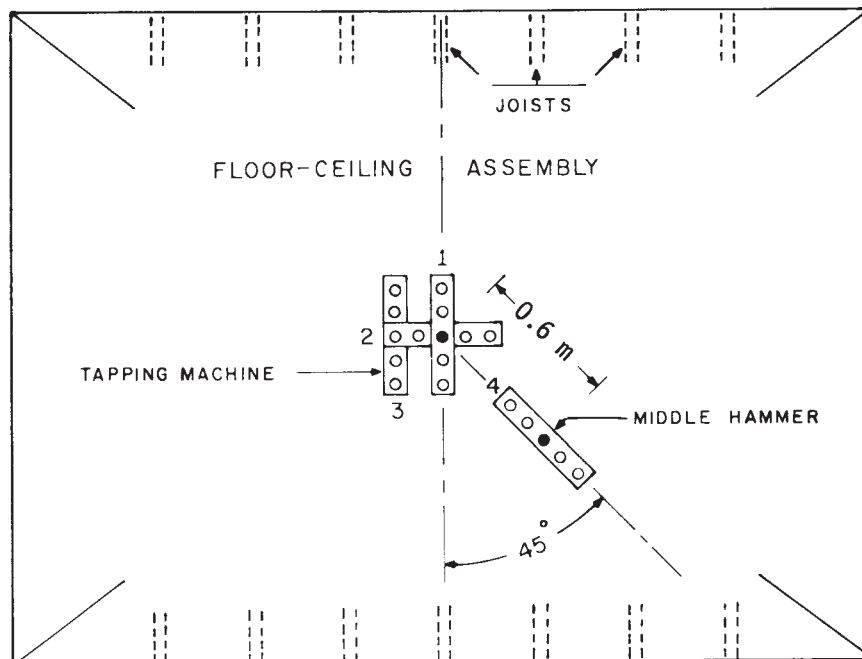 JOISTS
FLOOR-CEILING ASSEMBLY
1
0.6 m
2
TAPPING MACHINE
4
3
MIDDLE HAMMER
45°